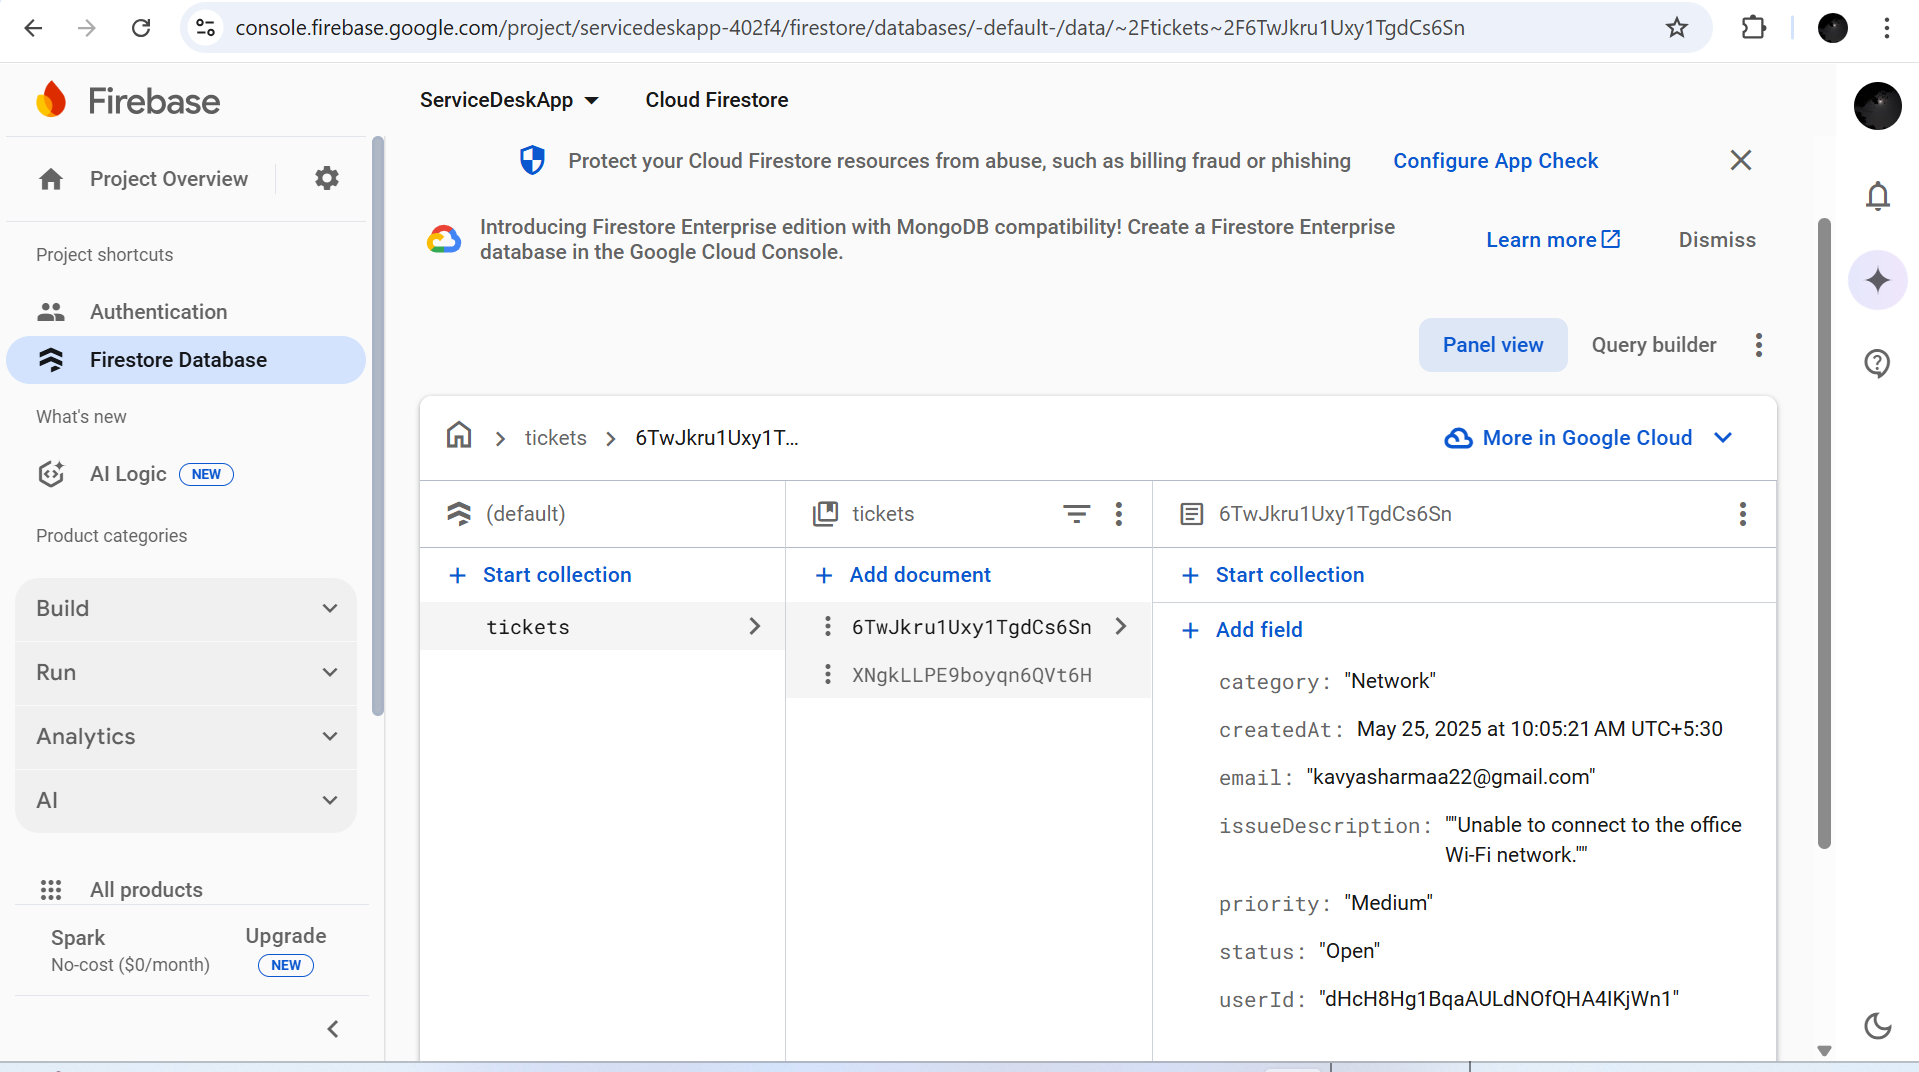 console.firebase.google.com/project/servicedeskapp-402f4/firestore/databases/-default-/data/~2Ftickets~2F6TwJkru1Uxy1TgdCs6Sn
Firebase
ServiceDeskApp
Cloud Firestore
Protect your Cloud Firestore resources from abuse, such as billing fraud or phishing
Configure App Check
Introducing Firestore Enterprise edition with MongoDB compatibility! Create a Firestore Enterprise
database in the Google Cloud Console.
Learn more
Dismiss
Project Overview
Project shortcuts
Authentication
Firestore Database
What's new
AI Logic NEW
Product categories
Build
Run
Analytics
AI
All products
Spark
No-cost ($0/month)
Upgrade
NEW
Panel view
Query builder
tickets
6TwJkru1Uxy1T...
More in Google Cloud
(default)
Start collection
tickets
tickets
Add document
6TwJkru1Uxy1TgdCs6Sn
XNgkLLPE9boyqn6QVt6H
6TwJkru1Uxy1TgdCs6Sn
Start collection
Add field
category: "Network"
createdAt: May 25, 2025 at 10:05:21 AM UTC+5:30
email: "kavyasharmaa22@gmail.com"
issueDescription: ""Unable to connect to the office
Wi-Fi network.""
priority: "Medium"
status: "Open"
userId: "dHcH8Hg1BqaAULdNOfQHA4IKjWn1"